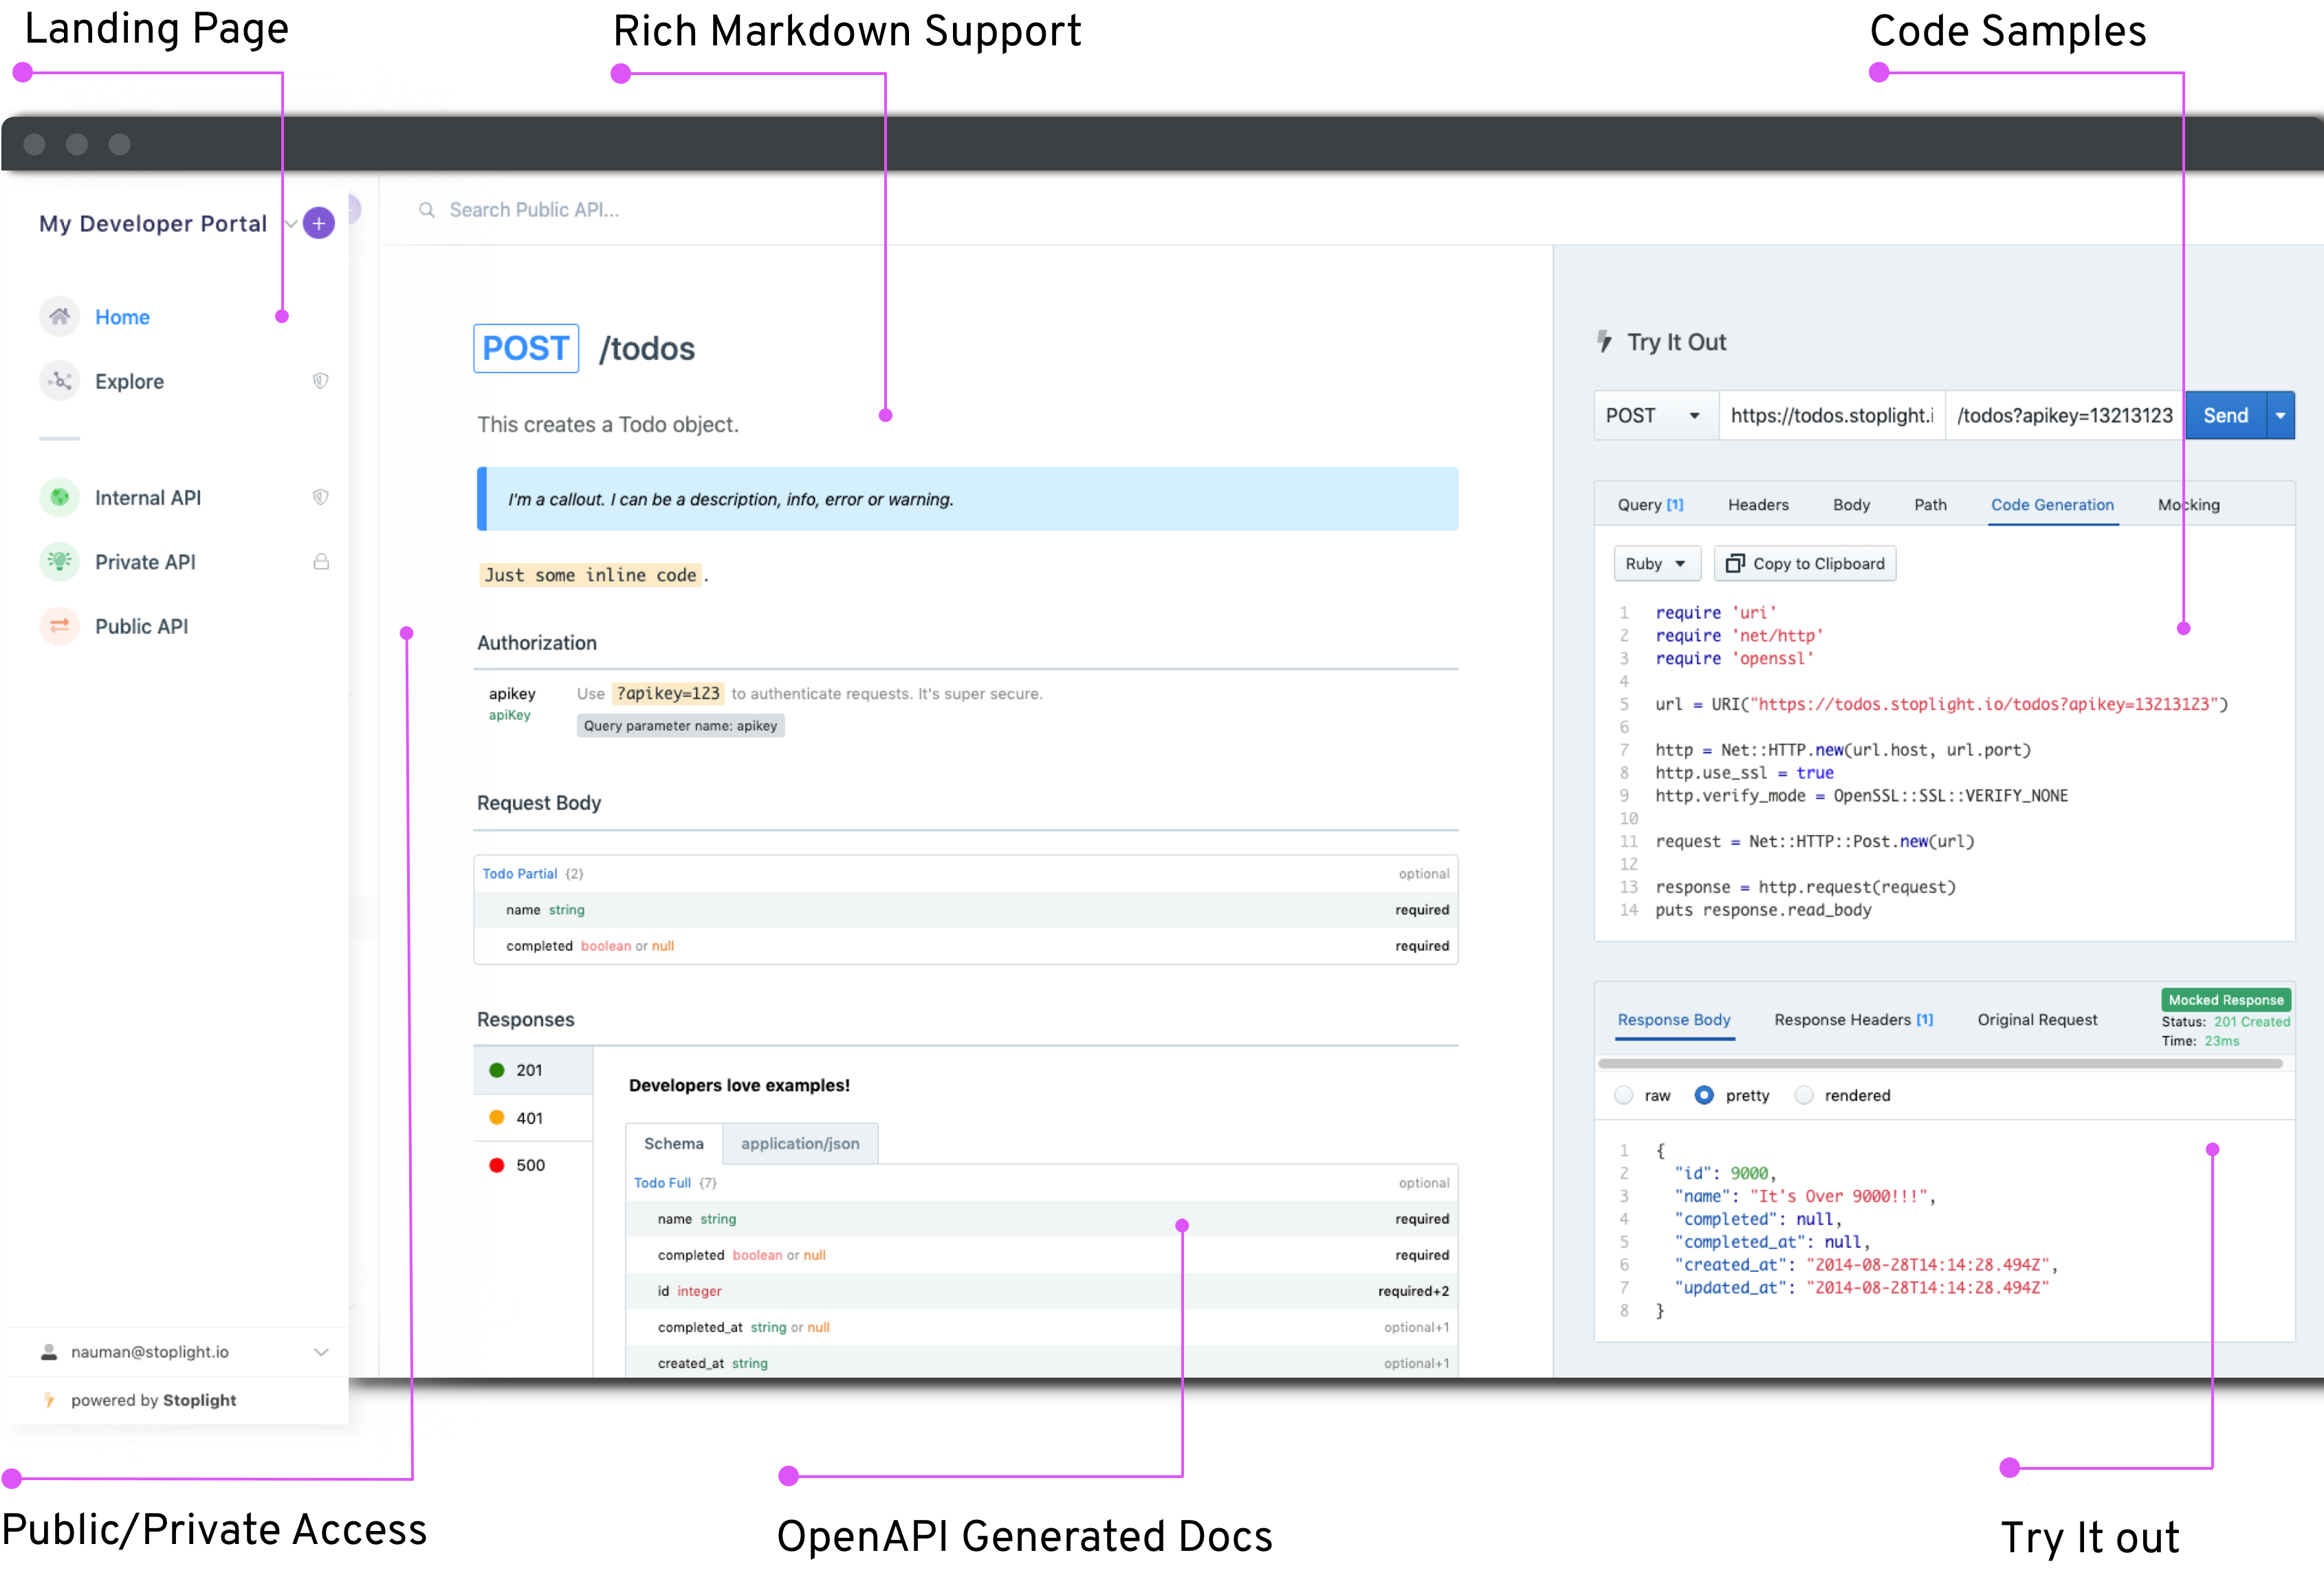 Landing Page
Rich Markdown Support
Code Samples
My Developer Portal
Search Public API...
Home
Explore
Internal API
Private API
Public API
nauman@stoplight.io
powered by Stoplight
POST /todos
This creates a Todo object.
I'm a callout. I can be a description, info, error or warning.
Just some inline code.
Authorization
apikey Use ?apikey=123 to authenticate requests. It's super secure.
apiKey Query parameter name: apikey
Request Body
Todo Partial {2} optional
name string required
completed boolean or null required
Responses
201
401
500
Developers love examples!
Schema application/json
Todo Full {7} optional
name string required
completed boolean or null required
id integer required+2
completed_at string or null optional+1
created_at string optional+1
Try It Out
POST https://todos.stoplight.i /todos?apikey=13213123 Send
Query [1] Headers Body Path Code Generation Mocking
Ruby Copy to Clipboard
1 require 'uri'
2 require 'net/http'
3 require 'openssl'
4
5 url = URI("https://todos.stoplight.io/todos?apikey=13213123")
6
7 http = Net::HTTP.new(url.host, url.port)
8 http.use_ssl = true
9 http.verify_mode = OpenSSL::SSL::VERIFY_NONE
10
11 request = Net::HTTP::Post.new(url)
12
13 response = http.request(request)
14 puts response.read_body
Response Body Response Headers [1] Original Request
Mocked Response
Status: 201 Created
Time: 23ms
raw pretty rendered
1 {
2 "id": 9000,
3 "name": "It's Over 9000!!!",
4 "completed": null,
5 "completed_at": null,
6 "created_at": "2014-08-28T14:14:28.494Z",
7 "updated_at": "2014-08-28T14:14:28.494Z"
8 }
Public/Private Access
OpenAPI Generated Docs
Try It out